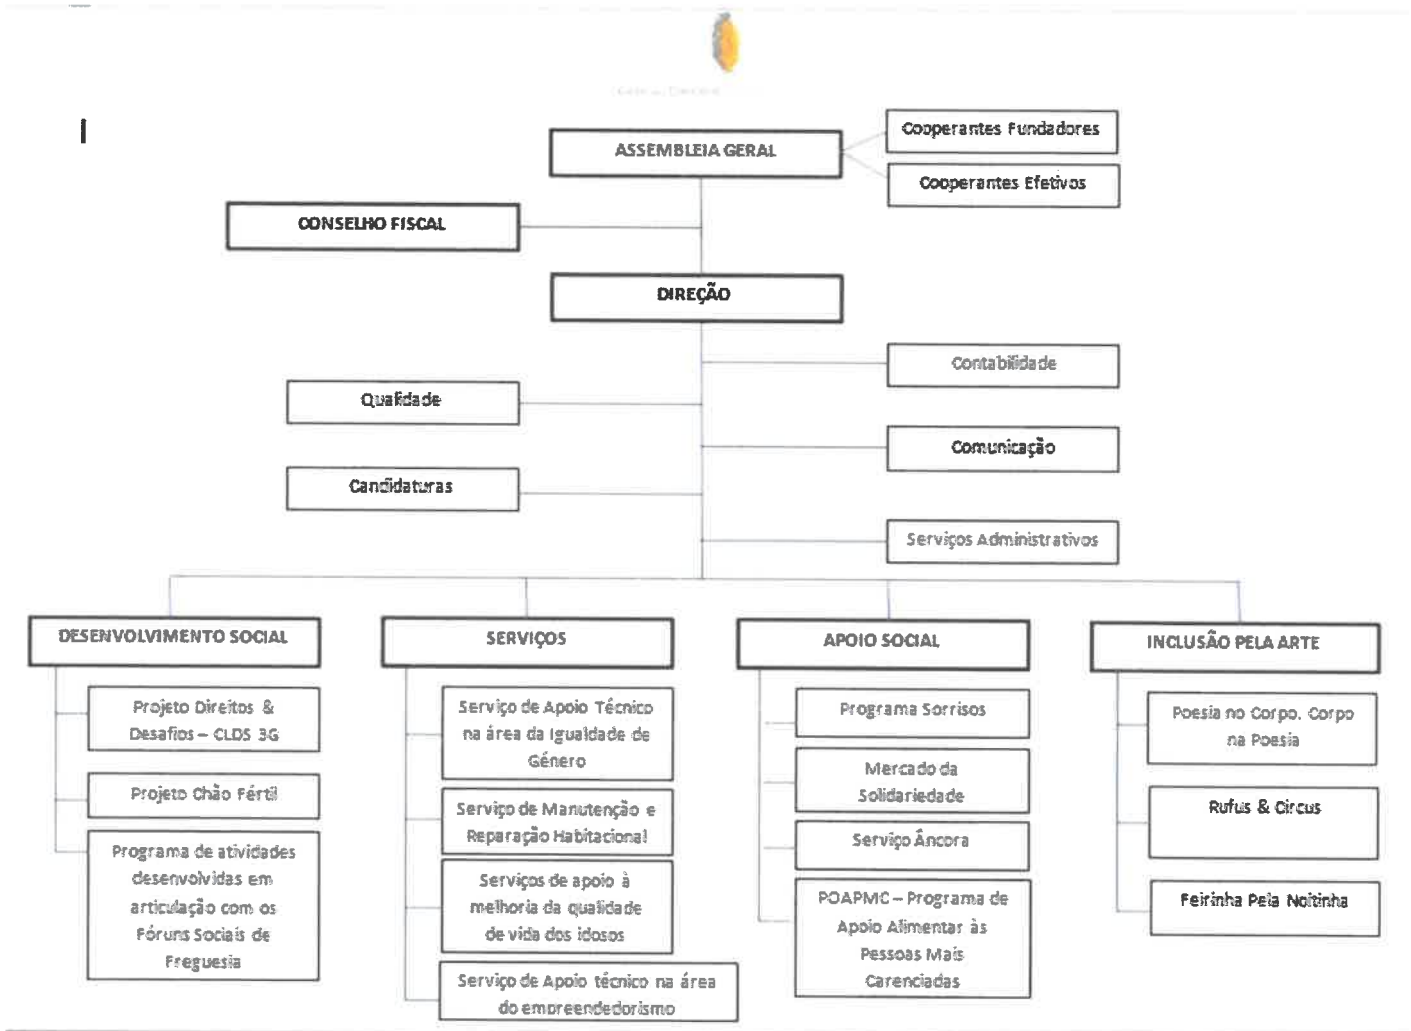 ASSEMBLEIA GERAL
Cooperantes Fundadores
Cooperantes Efetivos
CONSELHO FISCAL
DIREÇÃO
Contabilidade
Qualidade
Comunicação
Candidaturas
Serviços Administrativos
DESENVOLVIMENTO SOCIAL
Projeto Direitos &
Desafios – CLDS 3G
Projeto Chão Fértil
Programa de atividades
desenvolvidas em
articulação com os
Fóruns Sociais de
Freguesia
SERVIÇOS
Serviço de Apoio Técnico
na área da Igualdade de
Género
Serviço de Manutenção e
Reparação Habitacional
Serviços de apoio à
melhoria da qualidade
de vida dos idosos
Serviço de Apoio técnico na área
do empreendedorismo
APOIO SOCIAL
Programa Sorrisos
Mercado da
Solidariedade
Serviço Âncora
POAPMC – Programa de
Apoio Alimentar às
Pessoas Mais
Carenciadas
INCLUSÃO PELA ARTE
Poesia no Corpo. Corpo
na Poesia
Rufus & Circus
Feirinha Pela Noitinha